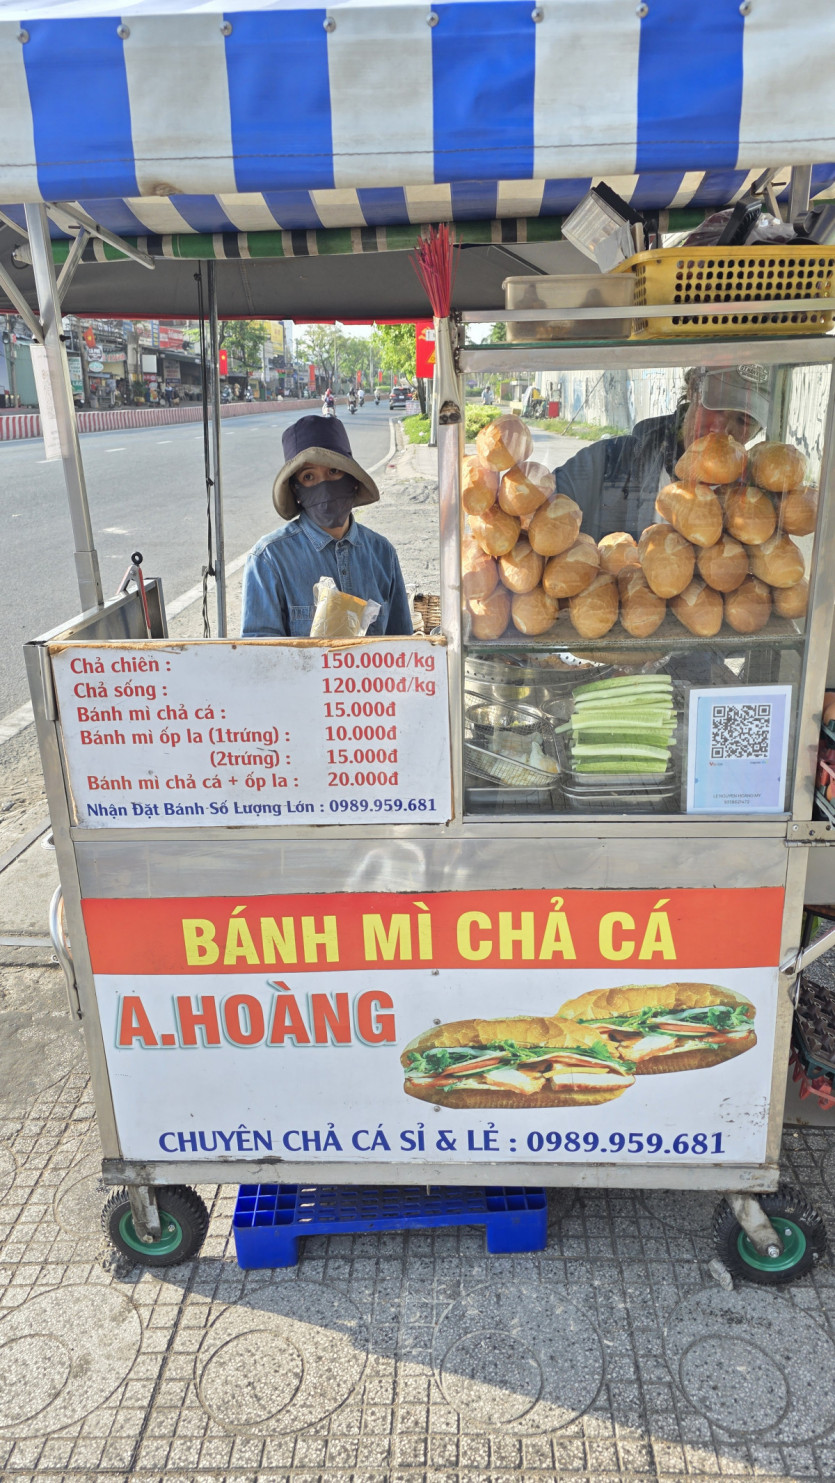 Chả chiên : 150.000đ/kg
Chả sống : 120.000đ/kg
Bánh mì chả cá : 15.000đ
Bánh mì ốp la (1trứng) : 10.000đ
(2trứng) : 15.000đ
Bánh mì chả cá + ốp la : 20.000đ
Nhận Đặt Bánh Số Lượng Lớn : 0989.959.681
BÁNH MÌ CHẢ CÁ
A.HOÀNG
CHUYÊN CHẢ CÁ SỈ & LẺ : 0989.959.681